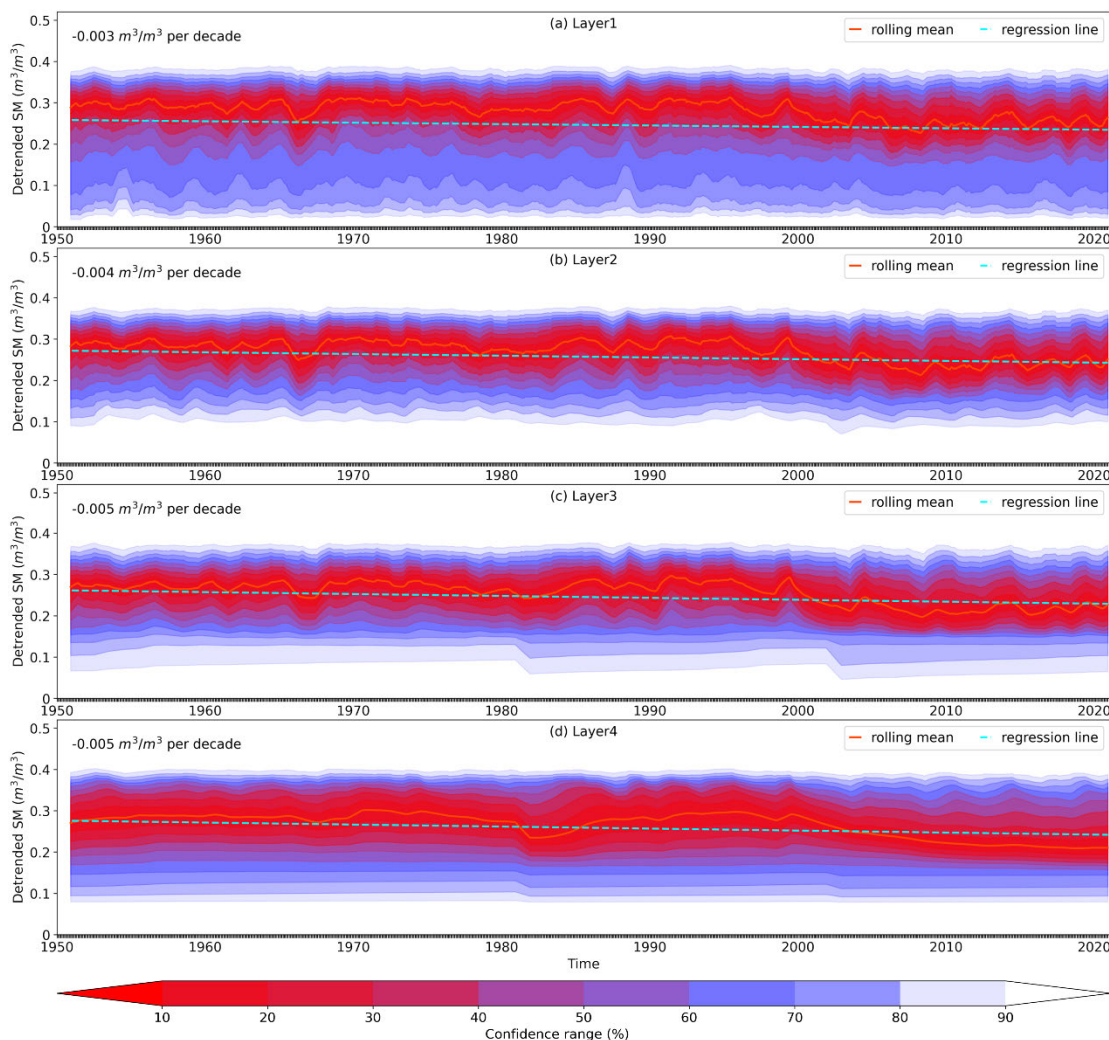 (a) Layer1
-0.003 m³/m³ per decade
rolling mean
regression line
Detrended SM (m³/m³)
0.5
0.4
0.3
0.2
0.1
0
1950 1960 1970 1980 1990 2000 2010 2020
(b) Layer2
-0.004 m³/m³ per decade
rolling mean
regression line
Detrended SM (m³/m³)
0.5
0.4
0.3
0.2
0.1
0
1950 1960 1970 1980 1990 2000 2010 2020
(c) Layer3
-0.005 m³/m³ per decade
rolling mean
regression line
Detrended SM (m³/m³)
0.5
0.4
0.3
0.2
0.1
0
1950 1960 1970 1980 1990 2000 2010 2020
(d) Layer4
-0.005 m³/m³ per decade
rolling mean
regression line
Detrended SM (m³/m³)
0.5
0.4
0.3
0.2
0.1
0
1950 1960 1970 1980 1990 2000 2010 2020
Time
10 20 30 40 50 60 70 80 90
Confidence range (%)